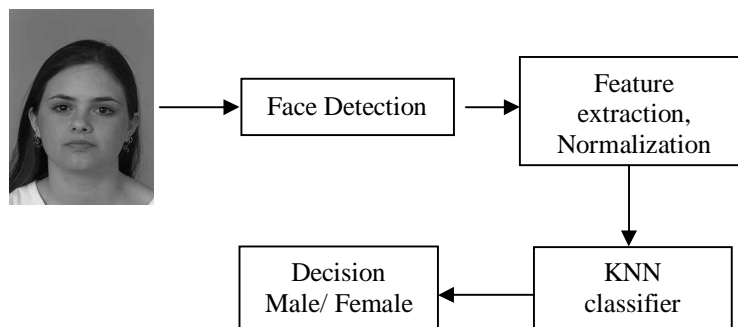 Face Detection
Feature
extraction,
Normalization
KNN
classifier
Decision
Male/ Female